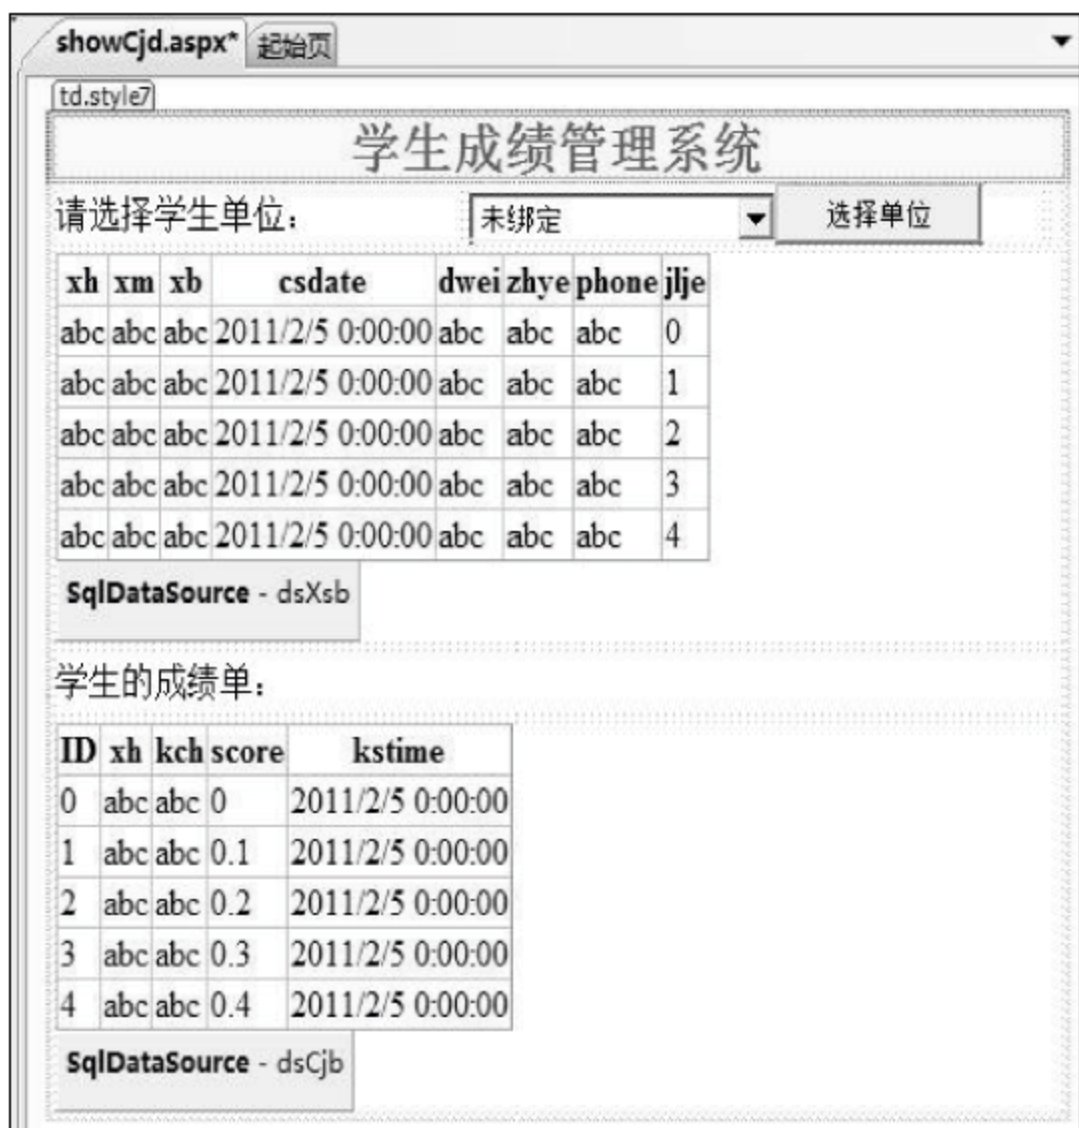 showCjd.aspx* 起始页
td.style7
学生成绩管理系统
请选择学生单位： 未绑定 选择单位
xh xm xb csdate dwei zhye phone jlje
abc abc abc 2011/2/5 0:00:00 abc abc abc 0
abc abc abc 2011/2/5 0:00:00 abc abc abc 1
abc abc abc 2011/2/5 0:00:00 abc abc abc 2
abc abc abc 2011/2/5 0:00:00 abc abc abc 3
abc abc abc 2011/2/5 0:00:00 abc abc abc 4
SqlDataSource - dsXsb
学生的成绩单：
ID xh kch score kstime
0 abc abc 0 2011/2/5 0:00:00
1 abc abc 0.1 2011/2/5 0:00:00
2 abc abc 0.2 2011/2/5 0:00:00
3 abc abc 0.3 2011/2/5 0:00:00
4 abc abc 0.4 2011/2/5 0:00:00
SqlDataSource - dsCjb